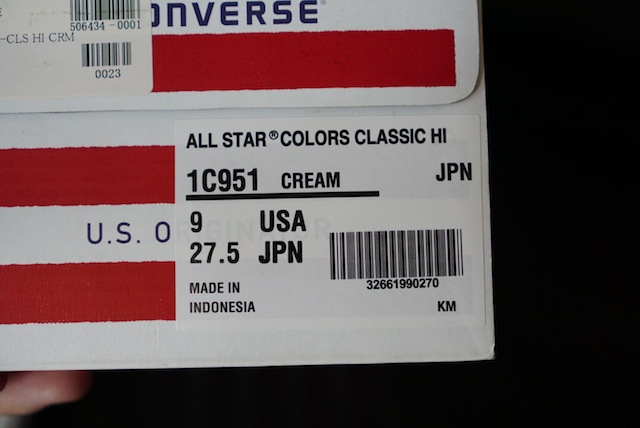 506434-0001
-CLS HI CRM
0023
ONVERSE®
ALL STAR® COLORS CLASSIC HI
1C951 CREAM JPN
U.S. O
9 USA
27.5 JPN
32661990270
MADE IN
INDONESIA KM